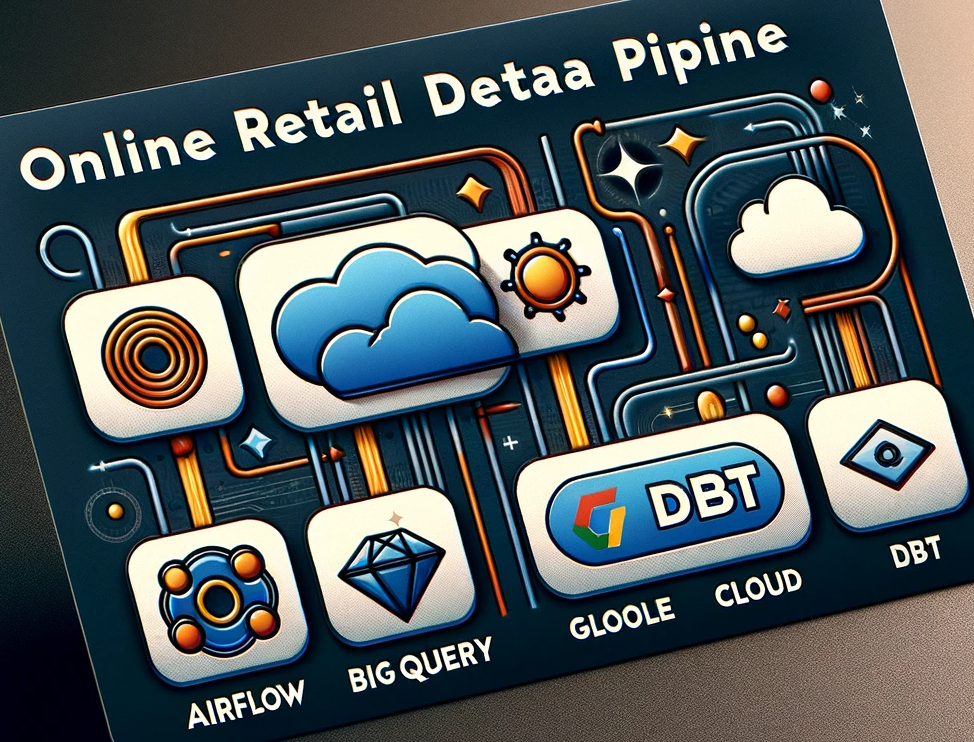 Online Retail Detaa Pipine
DBT
AIRFLOW
BIG QUERY
GLOOLE
CLOUD
DBT